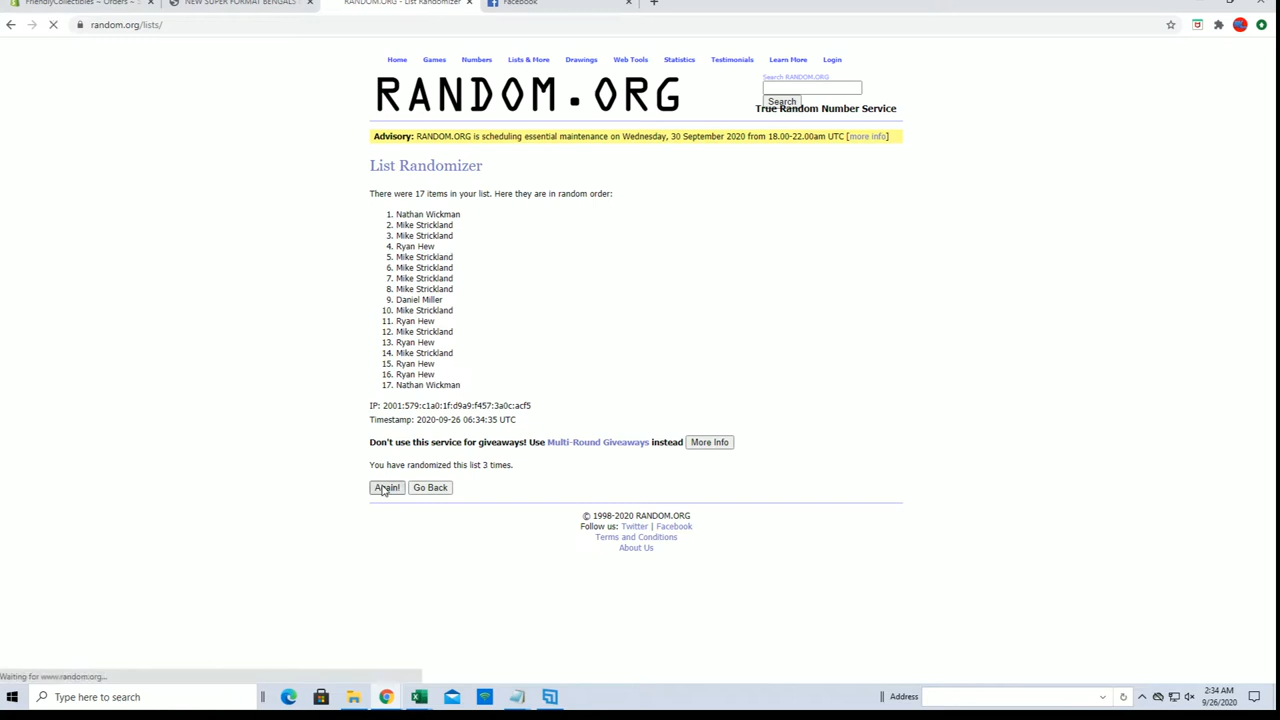 FriendlyCollectibles ~ Orders ~ S
NEW SUPER FORMAT BENGALS
RANDOM.ORG - List Randomizer
Facebook
random.org/lists/
Home Games Numbers Lists & More Drawings Web Tools Statistics Testimonials Learn More Login
RANDOM.ORG
Search RANDOM.ORG
Search
True Random Number Service
Advisory: RANDOM.ORG is scheduling essential maintenance on Wednesday, 30 September 2020 from 18.00-22.00am UTC [more info]
List Randomizer
There were 17 items in your list. Here they are in random order:
1. Nathan Wickman
2. Mike Strickland
3. Mike Strickland
4. Ryan Hew
5. Mike Strickland
6. Mike Strickland
7. Mike Strickland
8. Mike Strickland
9. Daniel Miller
10. Mike Strickland
11. Ryan Hew
12. Mike Strickland
13. Ryan Hew
14. Mike Strickland
15. Ryan Hew
16. Ryan Hew
17. Nathan Wickman
IP: 2001:579:c1a0:1f:d9a9:f457:3a0c:acf5
Timestamp: 2020-09-26 06:34:35 UTC
Don't use this service for giveaways! Use Multi-Round Giveaways instead More Info
You have randomized this list 3 times.
Again! Go Back
© 1998-2020 RANDOM.ORG
Follow us: Twitter | Facebook
Terms and Conditions
About Us
Waiting for www.random.org...
Type here to search
Address
2:34 AM
9/26/2020